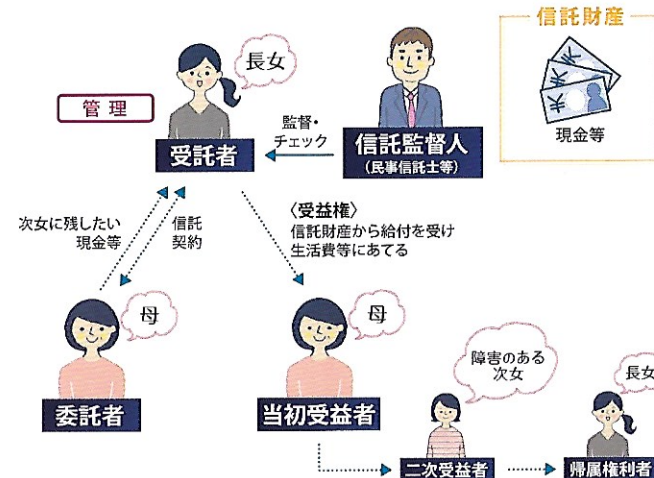 信託財産
現金等
長女
管理
受託者
監督・
チェック
信託監督人
（民事信託士等）
次女に残したい
現金等
信託
契約
〈受益権〉
信託財産から給付を受け
生活費等にあてる
母
委託者
母
当初受益者
障害のある
次女
二次受益者
長女
帰属権利者